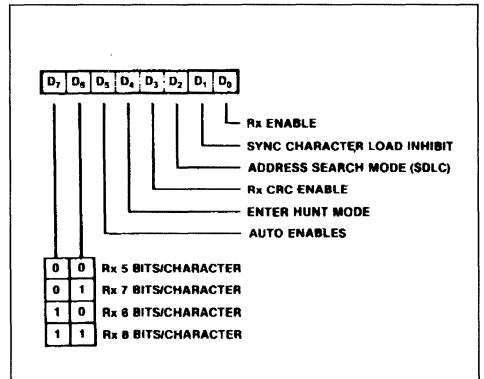 D7 D6 D5 D4 D3 D2 D1 D0
Rx ENABLE
SYNC CHARACTER LOAD INHIBIT
ADDRESS SEARCH MODE (SDLC)
Rx CRC ENABLE
ENTER HUNT MODE
AUTO ENABLES
0 0 Rx 5 BITS/CHARACTER
0 1 Rx 7 BITS/CHARACTER
1 0 Rx 6 BITS/CHARACTER
1 1 Rx 8 BITS/CHARACTER